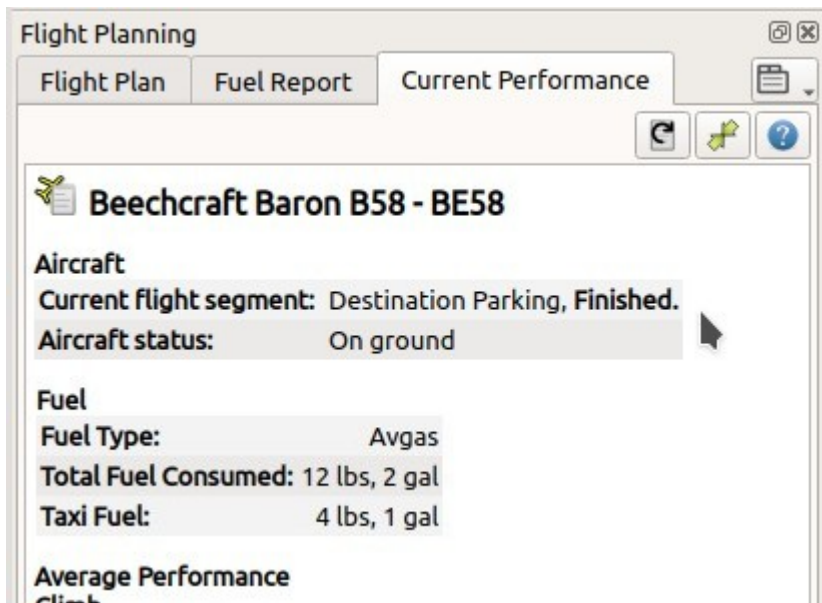 Flight Planning
Flight Plan Fuel Report Current Performance
Beechcraft Baron B58 - BE58
Aircraft
Current flight segment: Destination Parking, Finished.
Aircraft status: On ground
Fuel
Fuel Type: Avgas
Total Fuel Consumed: 12 lbs, 2 gal
Taxi Fuel: 4 lbs, 1 gal
Average Performance
Climb